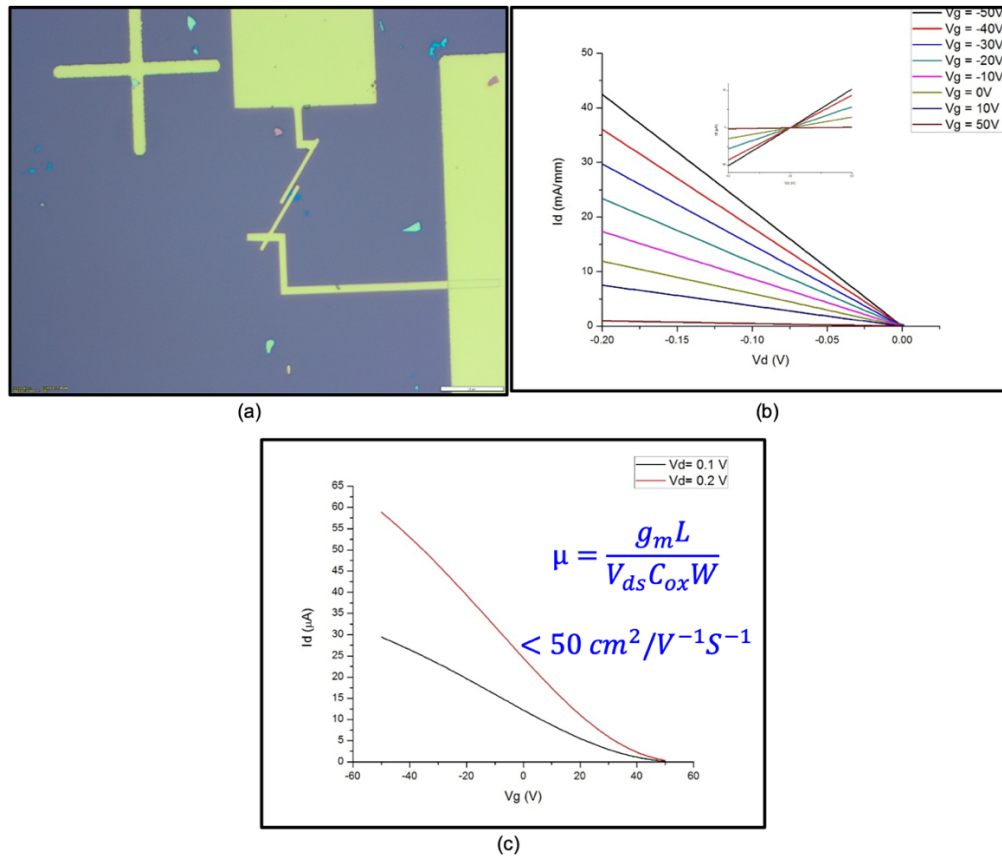 Vg = -50V
Vg = -40V
Vg = -30V
Vg = -20V
Vg = -10V
Vg = 0V
Vg = 10V
Vg = 50V
50
40
30
20
10
0
Id (mA/mm)
-0.20
-0.15
-0.10
-0.05
0.00
Vd (V)
(a)
(b)
Vd= 0.1 V
Vd= 0.2 V
65
60
55
50
45
40
35
30
25
20
15
10
5
0
Id (μA)
μ = g_m L / V_ds C_ox W
< 50 cm²/V⁻¹S⁻¹
-60
-40
-20
0
20
40
60
Vg (V)
(c)